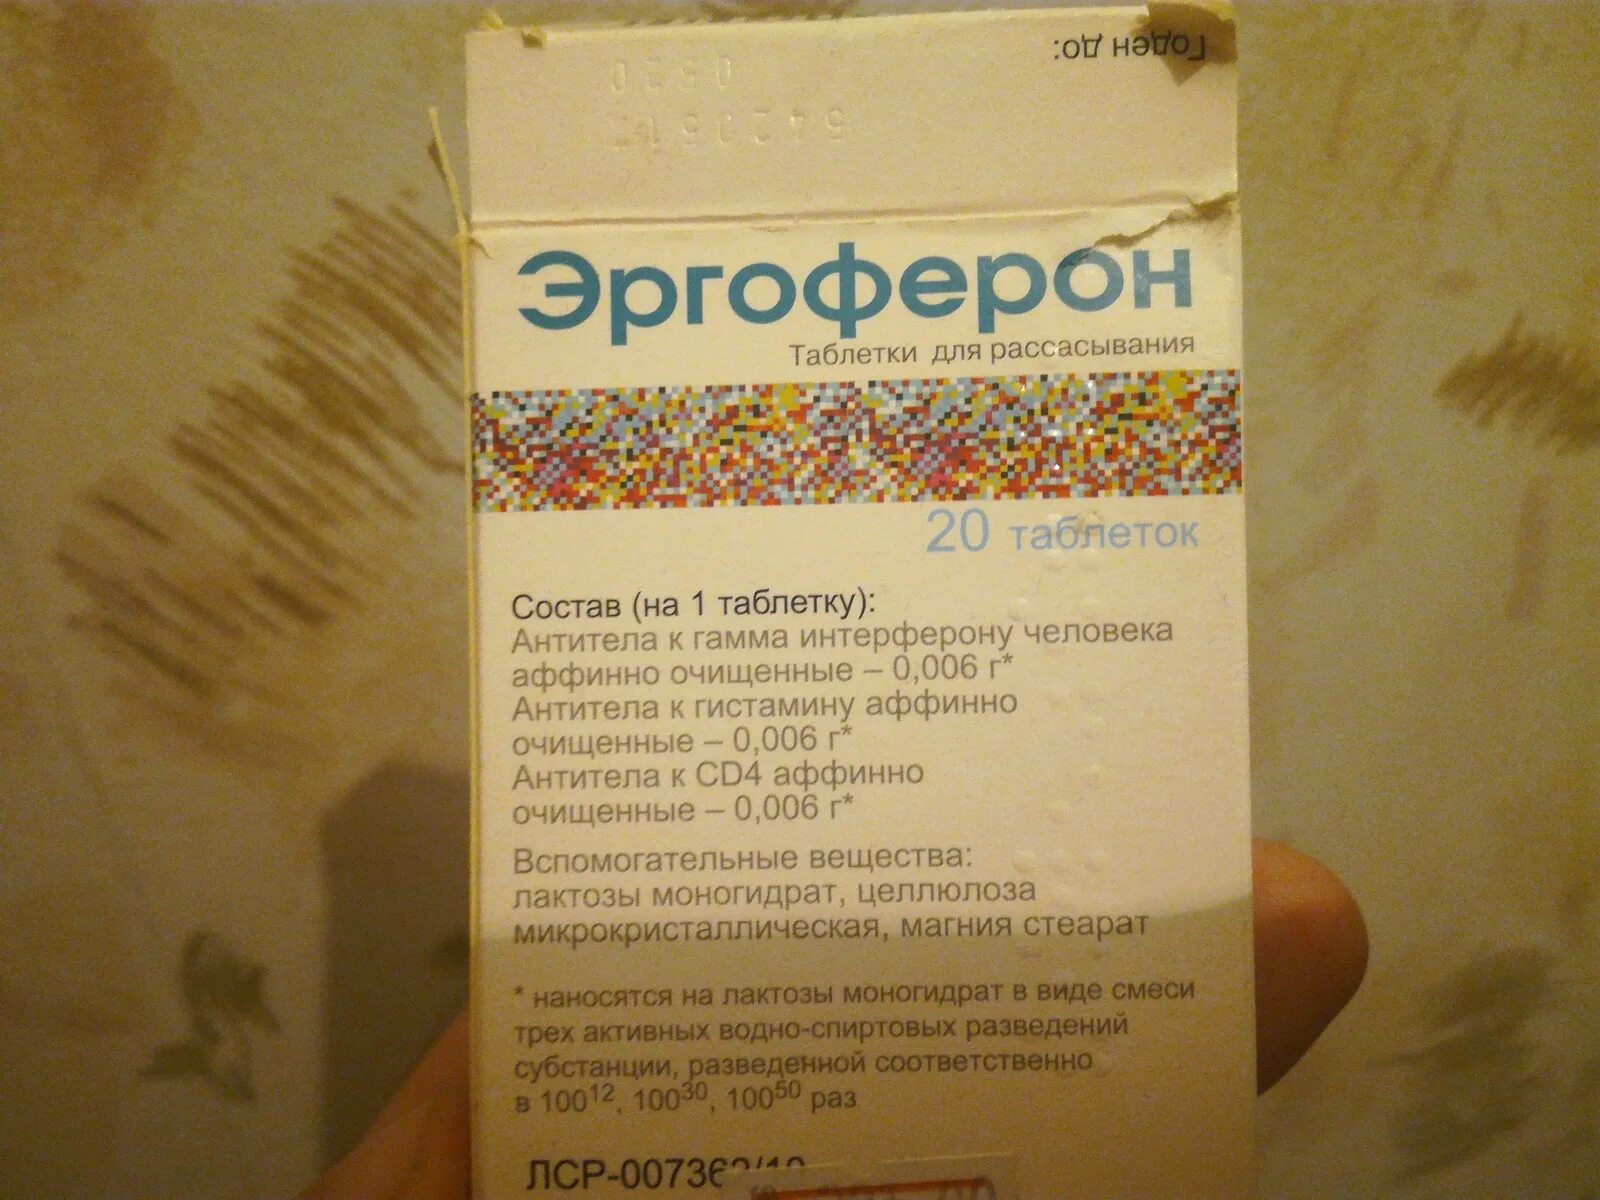 Годен до:
Эргоферон
Таблетки для рассасывания
20 таблеток
Состав (на 1 таблетку):
Антитела к гамма интерферону человека
аффинно очищенные – 0,006 г*
Антитела к гистамину аффинно
очищенные – 0,006 г*
Антитела к CD4 аффинно
очищенные – 0,006 г*
Вспомогательные вещества:
лактозы моногидрат, целлюлоза
микрокристаллическая, магния стеарат
* наносятся на лактозы моногидрат в виде смеси
трех активных водно-спиртовых разведений
субстанции, разведенной соответственно
в 100¹², 100³⁰, 100⁵⁰ раз